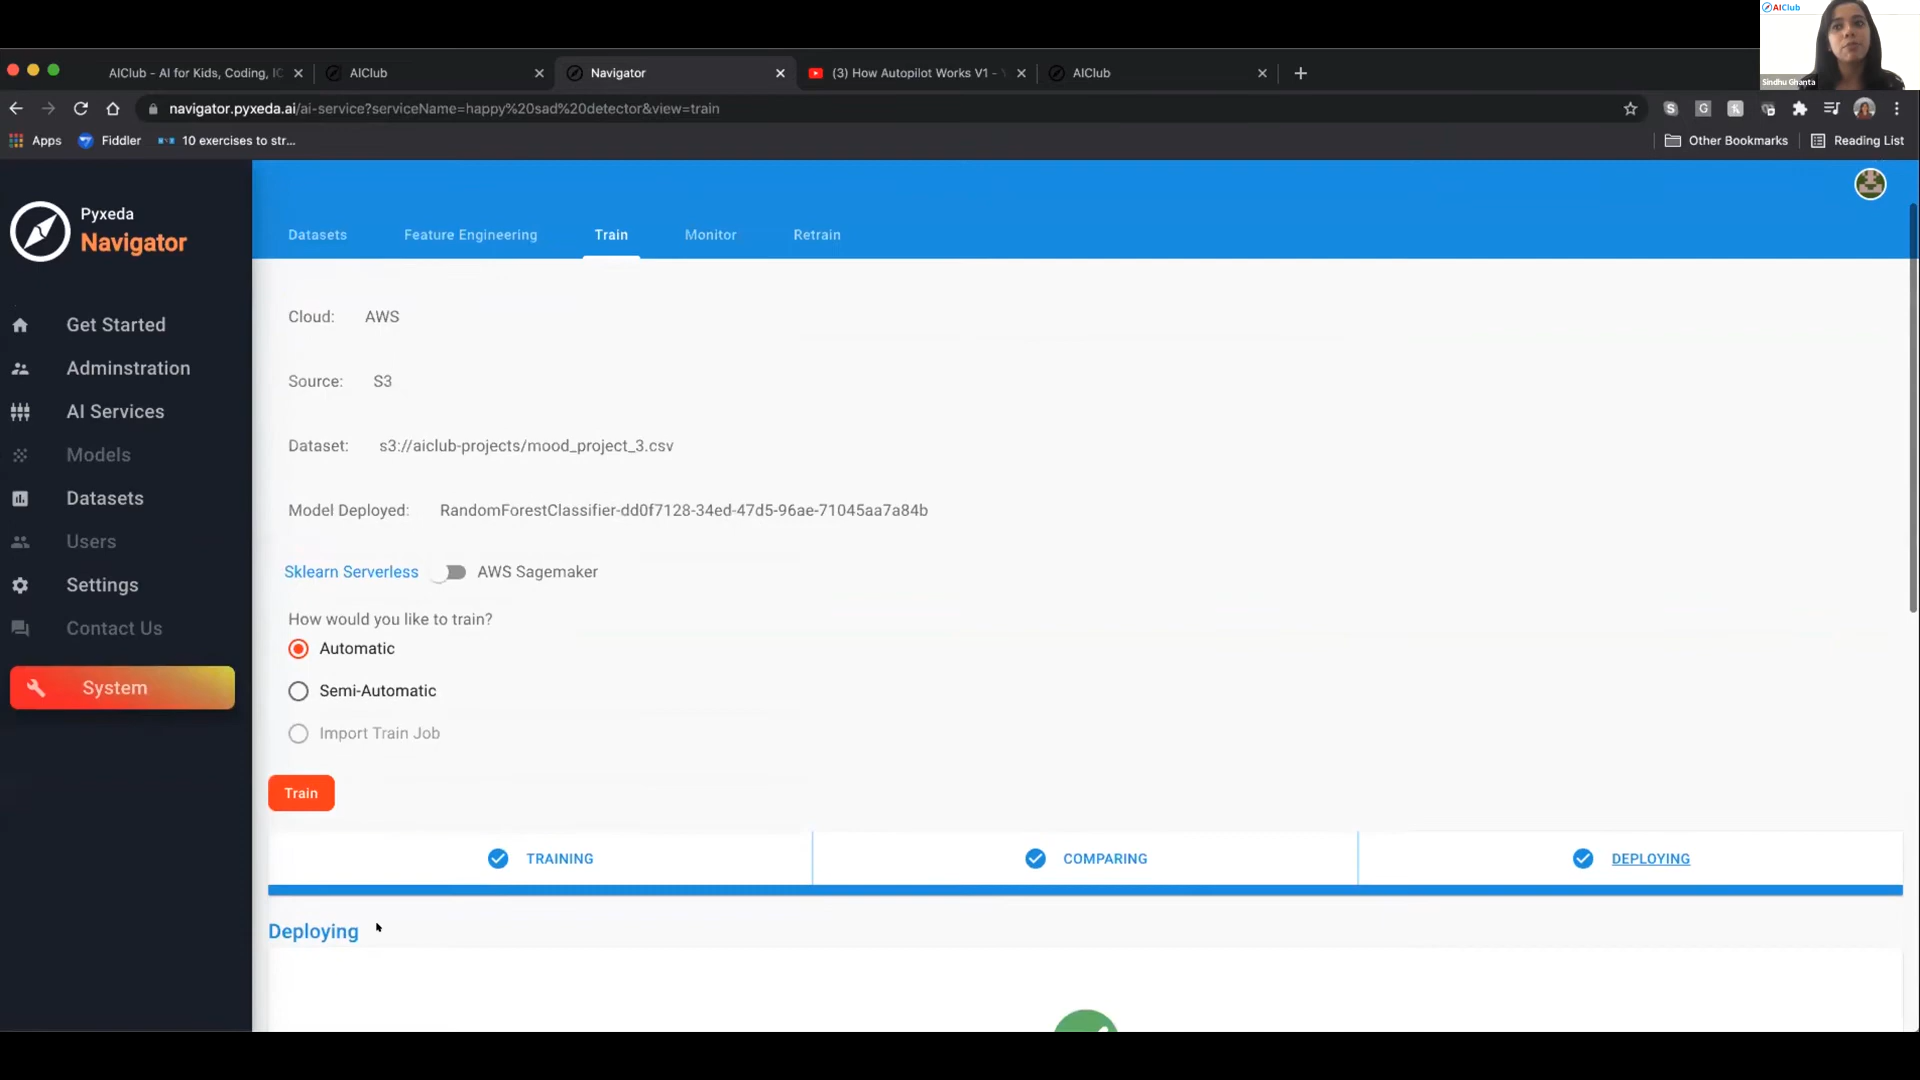 AIClub
Sindhu Ghanta
AIClub - AI for Kids, Coding, IC
AIClub
Navigator
(3) How Autopilot Works V1 -
AIClub
navigator.pyxeda.ai/ai-service?serviceName=happy%20sad%20detector&view=train
Apps
Fiddler
10 exercises to str...
Other Bookmarks
Reading List
Pyxeda
Navigator
Get Started
Adminstration
AI Services
Models
Datasets
Users
Settings
Contact Us
System
Datasets
Feature Engineering
Train
Monitor
Retrain
Cloud: AWS
Source: S3
Dataset: s3://aiclub-projects/mood_project_3.csv
Model Deployed: RandomForestClassifier-dd0f7128-34ed-47d5-96ae-71045aa7a84b
Sklearn Serverless AWS Sagemaker
How would you like to train?
Automatic
Semi-Automatic
Import Train Job
Train
TRAINING
COMPARING
DEPLOYING
Deploying